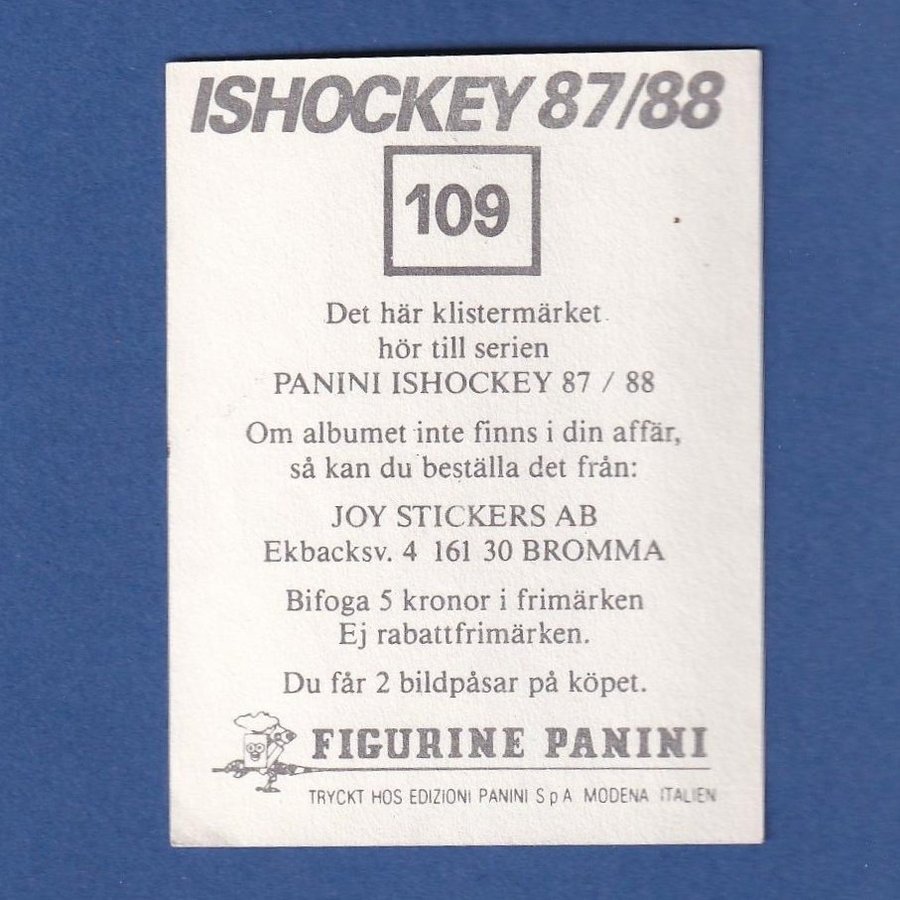 ISHOCKEY 87/88
109
Det här klistermärket
hör till serien
PANINI ISHOCKEY 87 / 88
Om albumet inte finns i din affär,
så kan du beställa det från:
JOY STICKERS AB
Ekbacksv. 4 161 30 BROMMA
Bifoga 5 kronor i frimärken
Ej rabattfrimärken.
Du får 2 bildpåsar på köpet.
FIGURINE PANINI
TRYCKT HOS EDIZIONI PANINI S p A MODENA ITALIEN